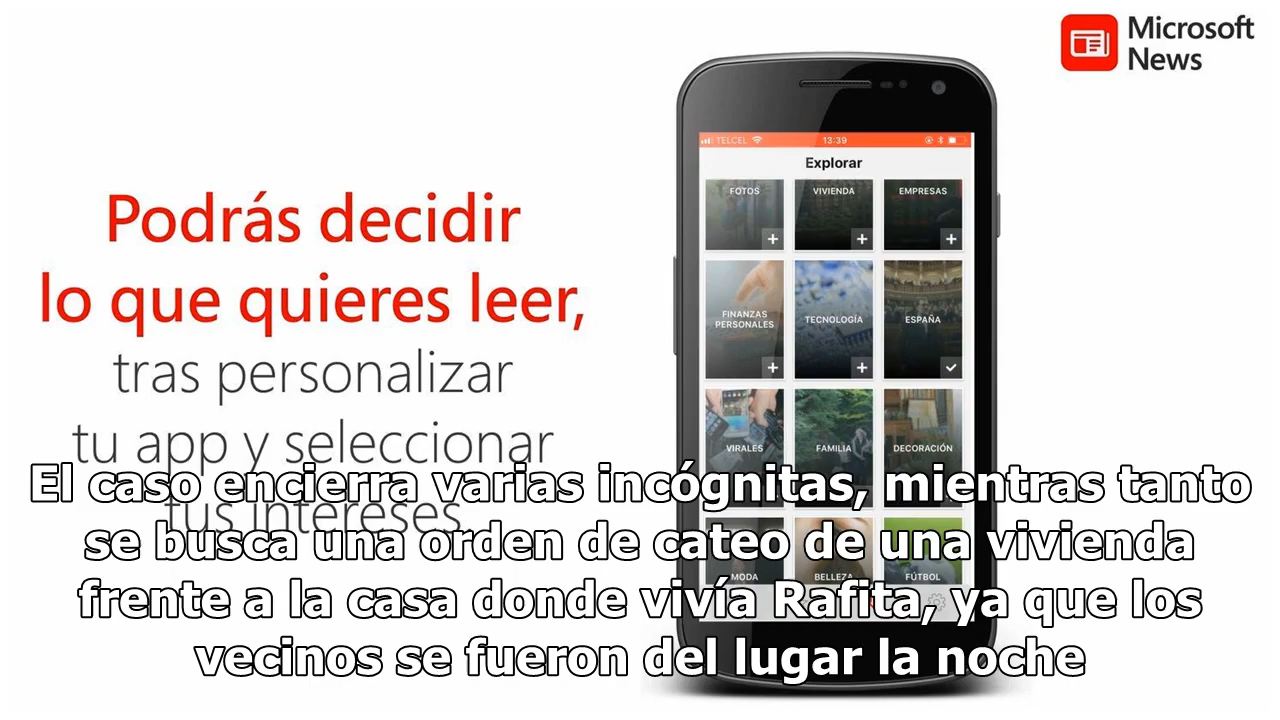 Microsoft
News
Podrás decidir
lo que quieres leer,
tras personalizar
tu app y seleccionar
tus intereses.
TELCEL 13:39
Explorar
FOTOS VIVIENDA EMPRESAS
FINANZAS
PERSONALES TECNOLOGÍA ESPAÑA
VIRALES FAMILIA DECORACIÓN
MODA BELLEZA FÚTBOL
El caso encierra varias incógnitas, mientras tanto
se busca una orden de cateo de una vivienda
frente a la casa donde vivía Rafita, ya que los
vecinos se fueron del lugar la noche